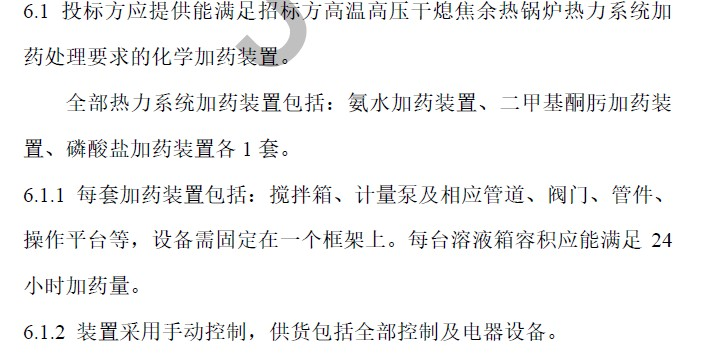 6.1 投标方应提供能满足招标方高温高压干熄焦余热锅炉热力系统加
药处理要求的化学加药装置。
全部热力系统加药装置包括：氨水加药装置、二甲基酮肟加药装
置、磷酸盐加药装置各 1 套。
6.1.1 每套加药装置包括：搅拌箱、计量泵及相应管道、阀门、管件、
操作平台等，设备需固定在一个框架上。每台溶液箱容积应能满足 24
小时加药量。
6.1.2 装置采用手动控制，供货包括全部控制及电器设备。